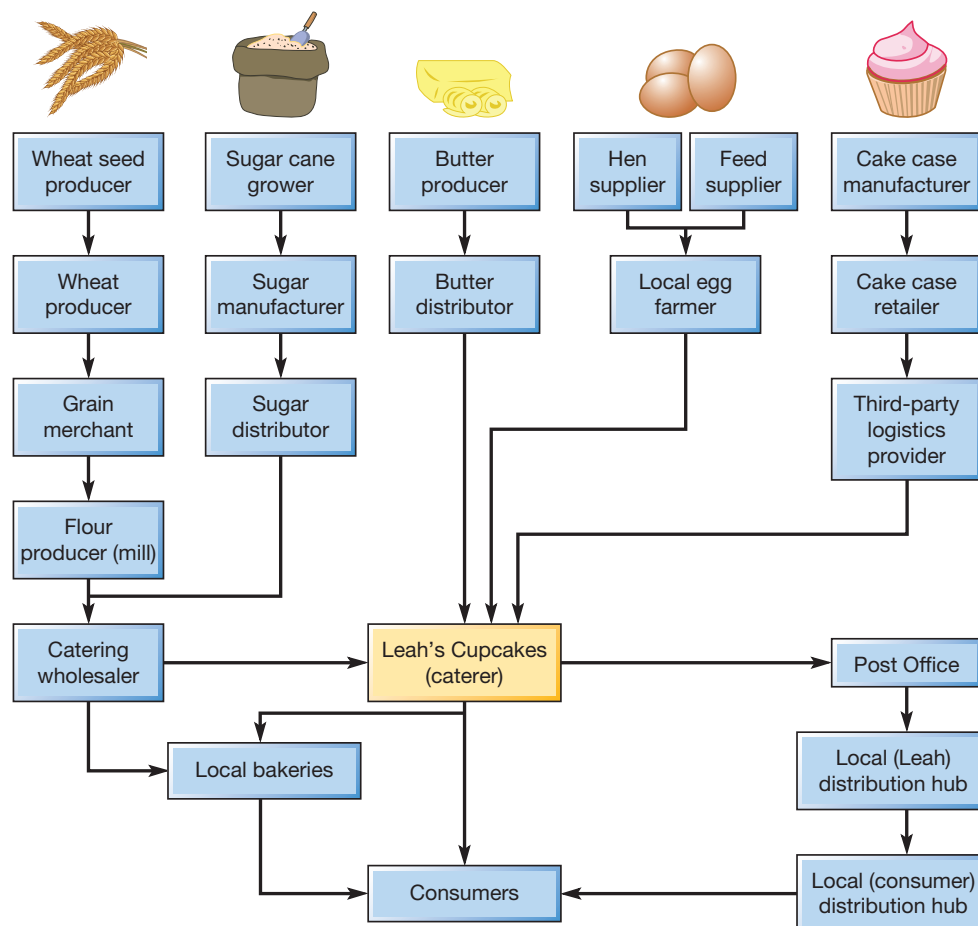 Wheat seed
producer
Sugar cane
grower
Butter
producer
Hen
supplier
Feed
supplier
Cake case
manufacturer
Wheat
producer
Sugar
manufacturer
Butter
distributor
Local egg
farmer
Cake case
retailer
Grain
merchant
Sugar
distributor
Third-party
logistics
provider
Flour
producer (mill)
Catering
wholesaler
Leah’s Cupcakes
(caterer)
Post Office
Local bakeries
Local (Leah)
distribution hub
Consumers
Local (consumer)
distribution hub